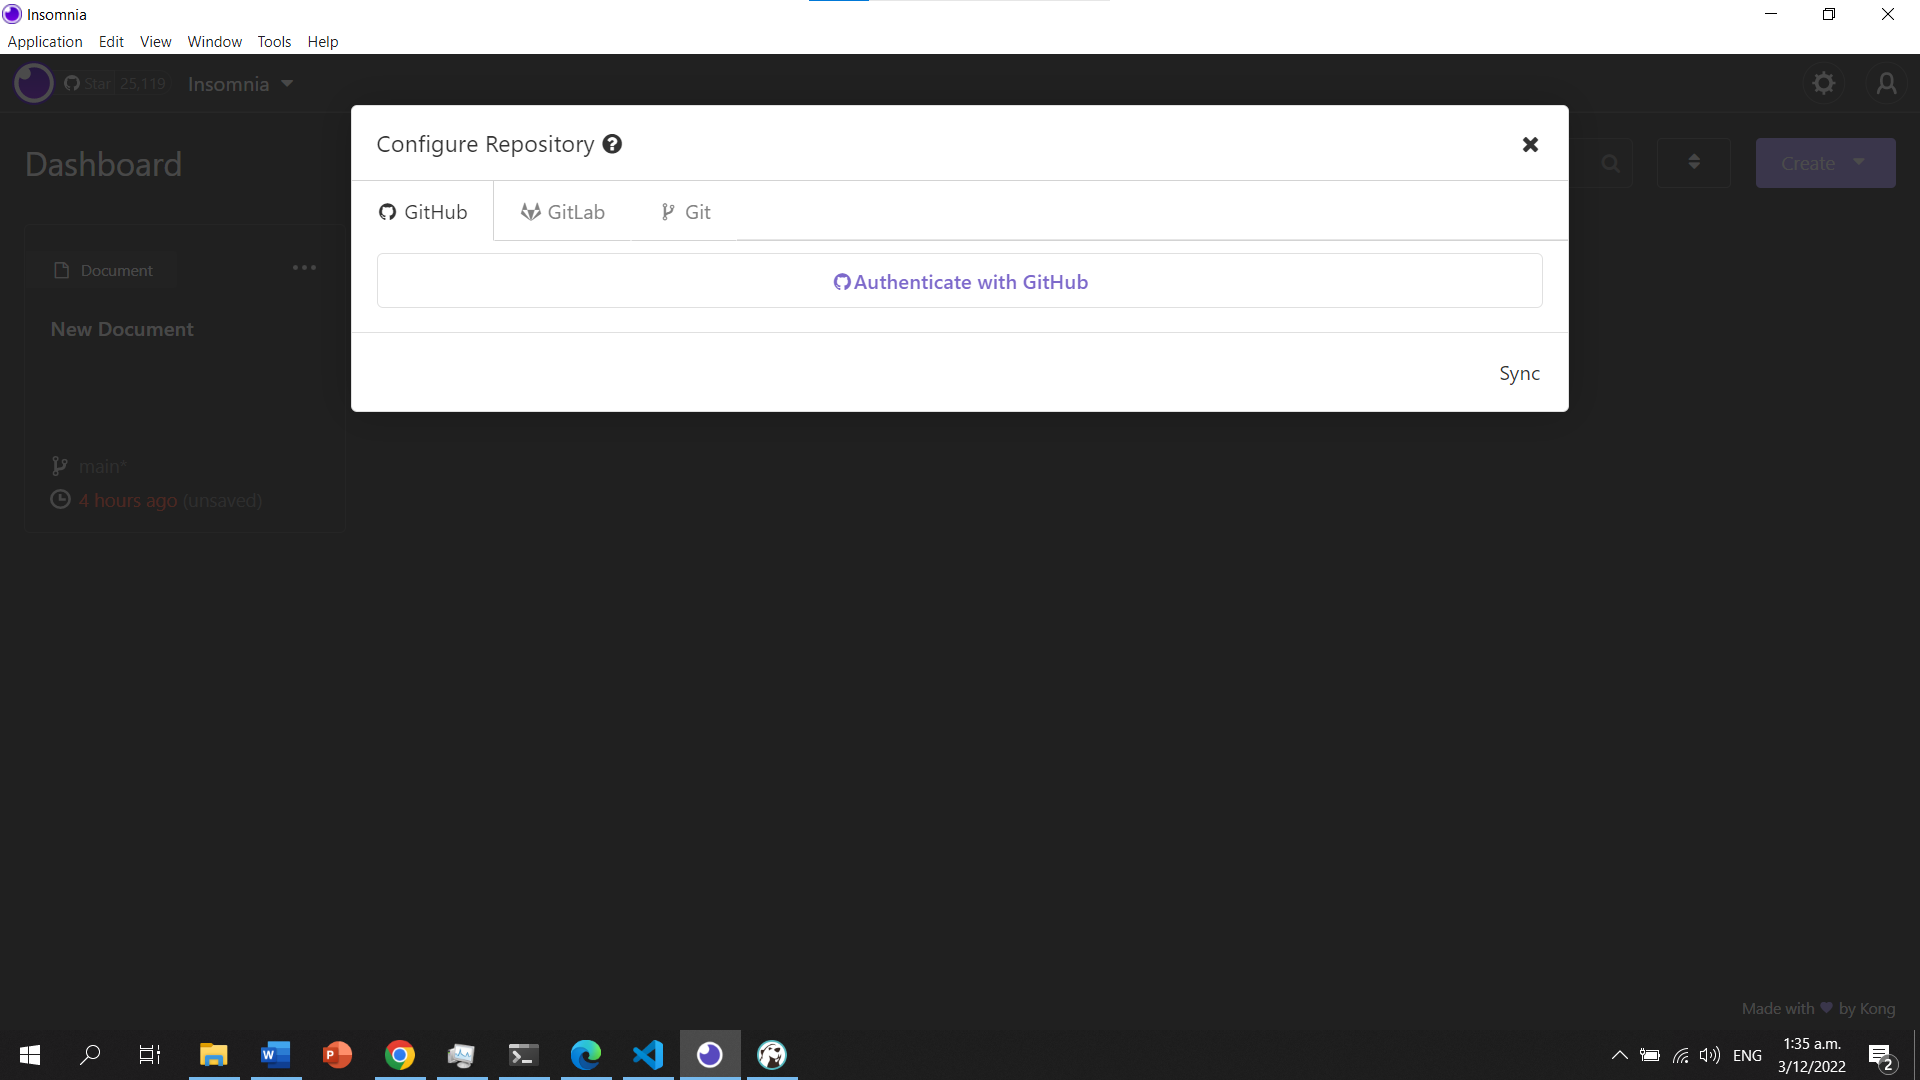 Insomnia
Application Edit View Window Tools Help
Star 25,119 Insomnia
Configure Repository
Dashboard
Create
GitHub GitLab Git
Document
Authenticate with GitHub
New Document
Sync
main*
4 hours ago (unsaved)
Made with ♥ by Kong
ENG
1:35 a.m.
3/12/2022
2